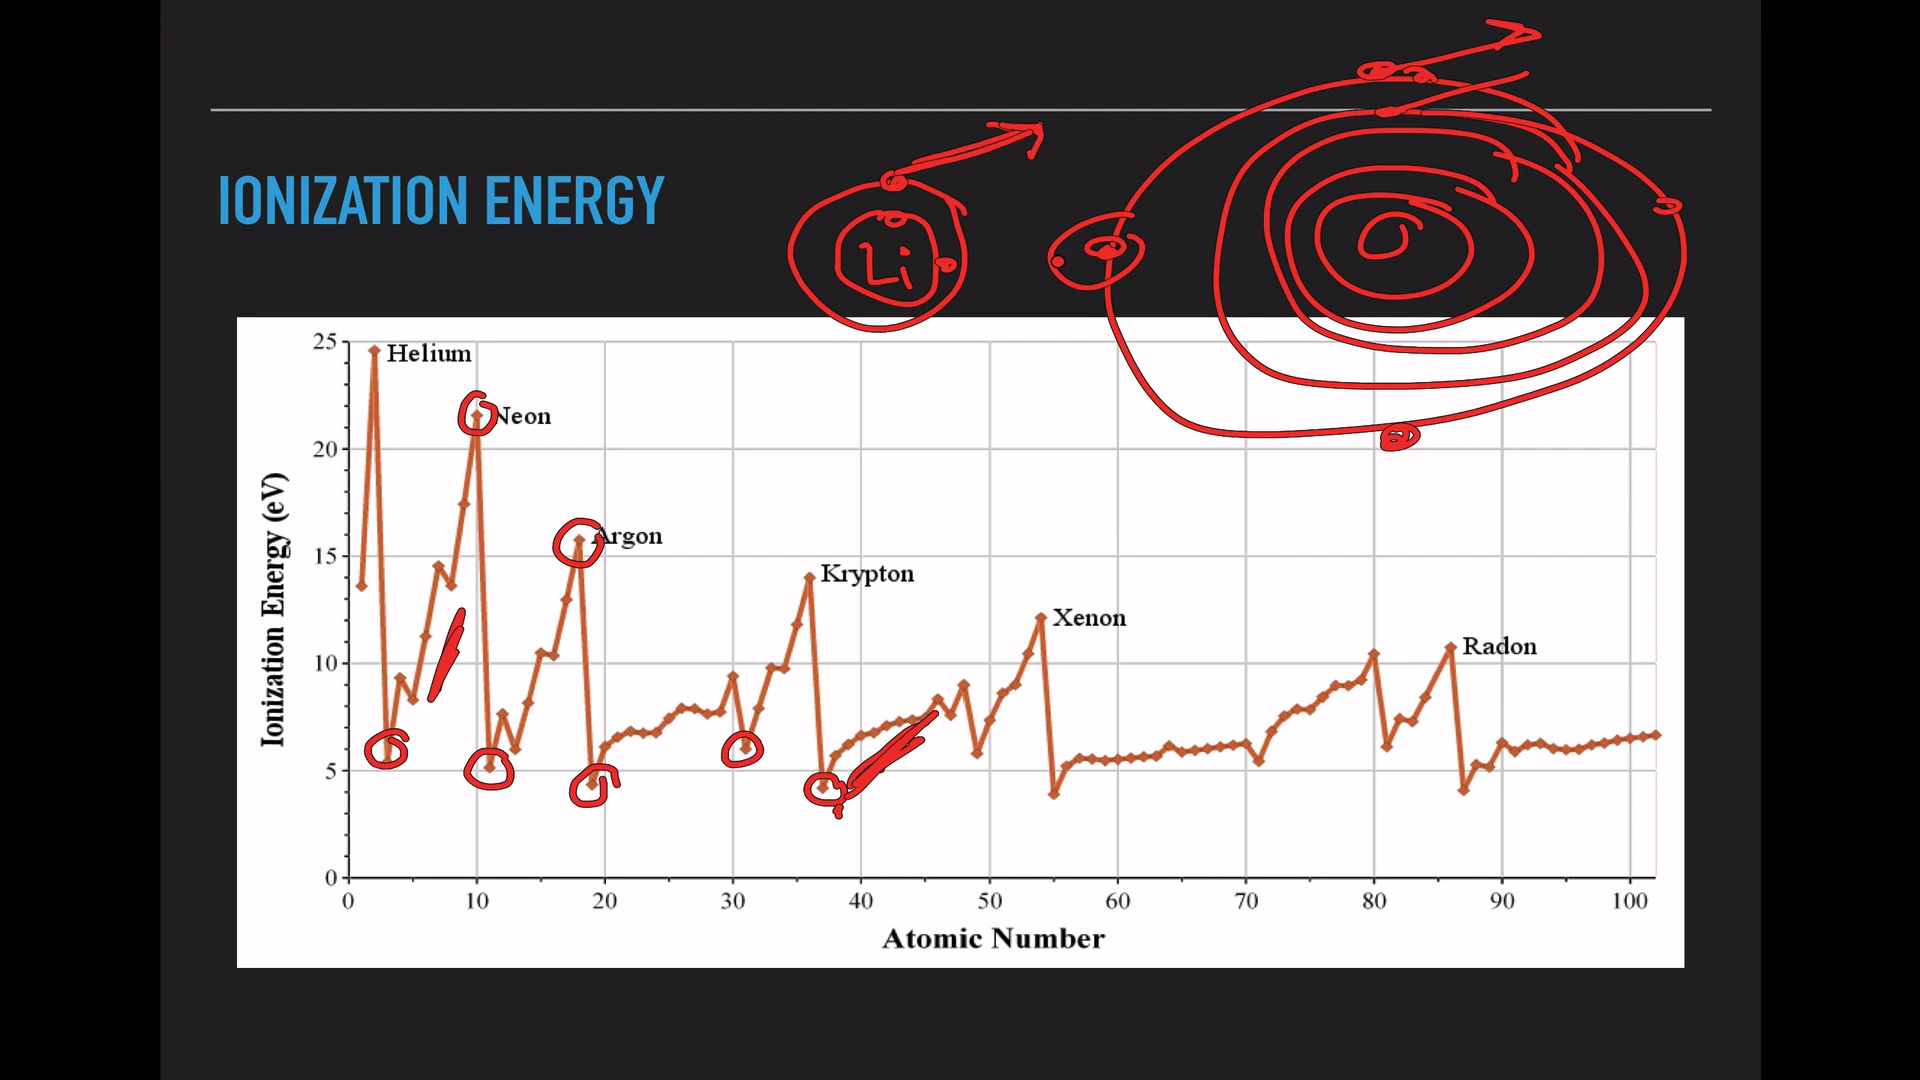 IONIZATION ENERGY
Li
25
20
15
10
5
0
Ionization Energy (eV)
Helium
Neon
Argon
Krypton
Xenon
Radon
0 10 20 30 40 50 60 70 80 90 100
Atomic Number